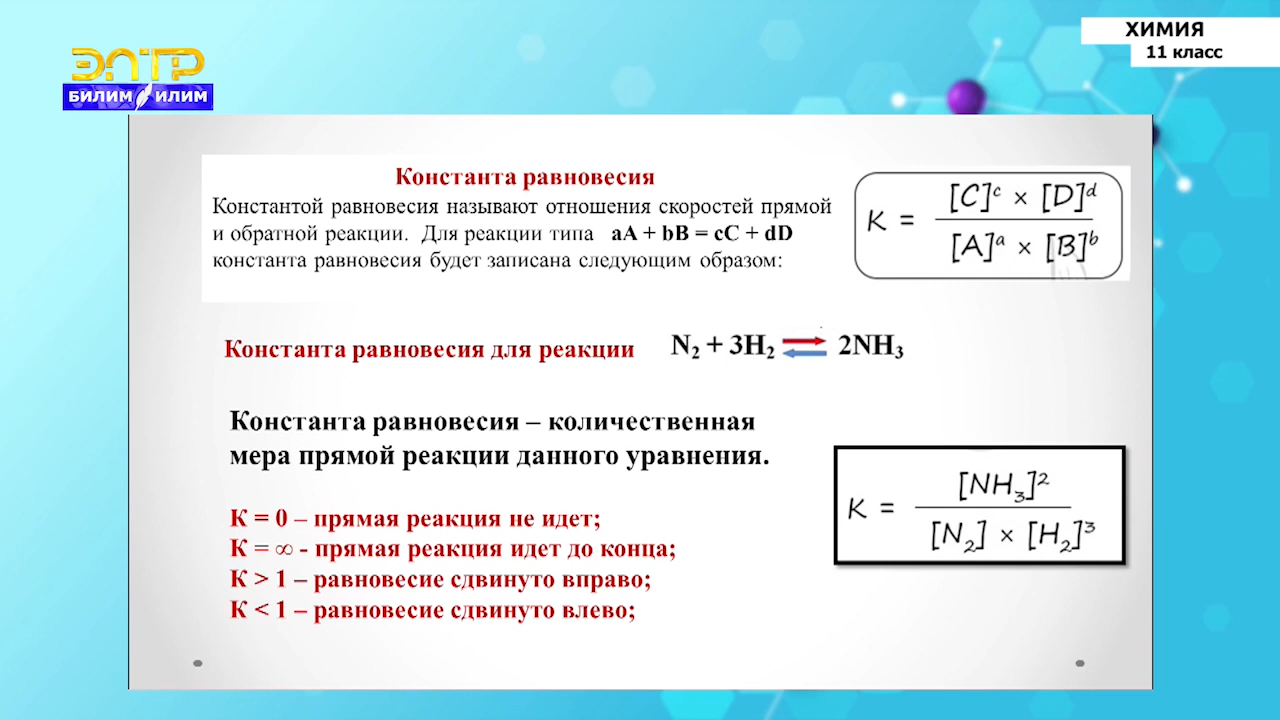 ХИМИЯ
11 класс
ЭЛТР
БИЛИМ ИЛИМ
Константа равновесия
Константой равновесия называют отношения скоростей прямой
и обратной реакции. Для реакции типа aA + bB = cC + dD
константа равновесия будет записана следующим образом:
K = [C]ᶜ × [D]ᵈ
[A]ᵃ × [B]ᵇ
Константа равновесия для реакции N₂ + 3H₂ ⇄ 2NH₃
Константа равновесия – количественная
мера прямой реакции данного уравнения.
K = [NH₃]²
[N₂] × [H₂]³
К = 0 – прямая реакция не идет;
К = ∞ - прямая реакция идет до конца;
К > 1 – равновесие сдвинуто вправо;
К < 1 – равновесие сдвинуто влево;